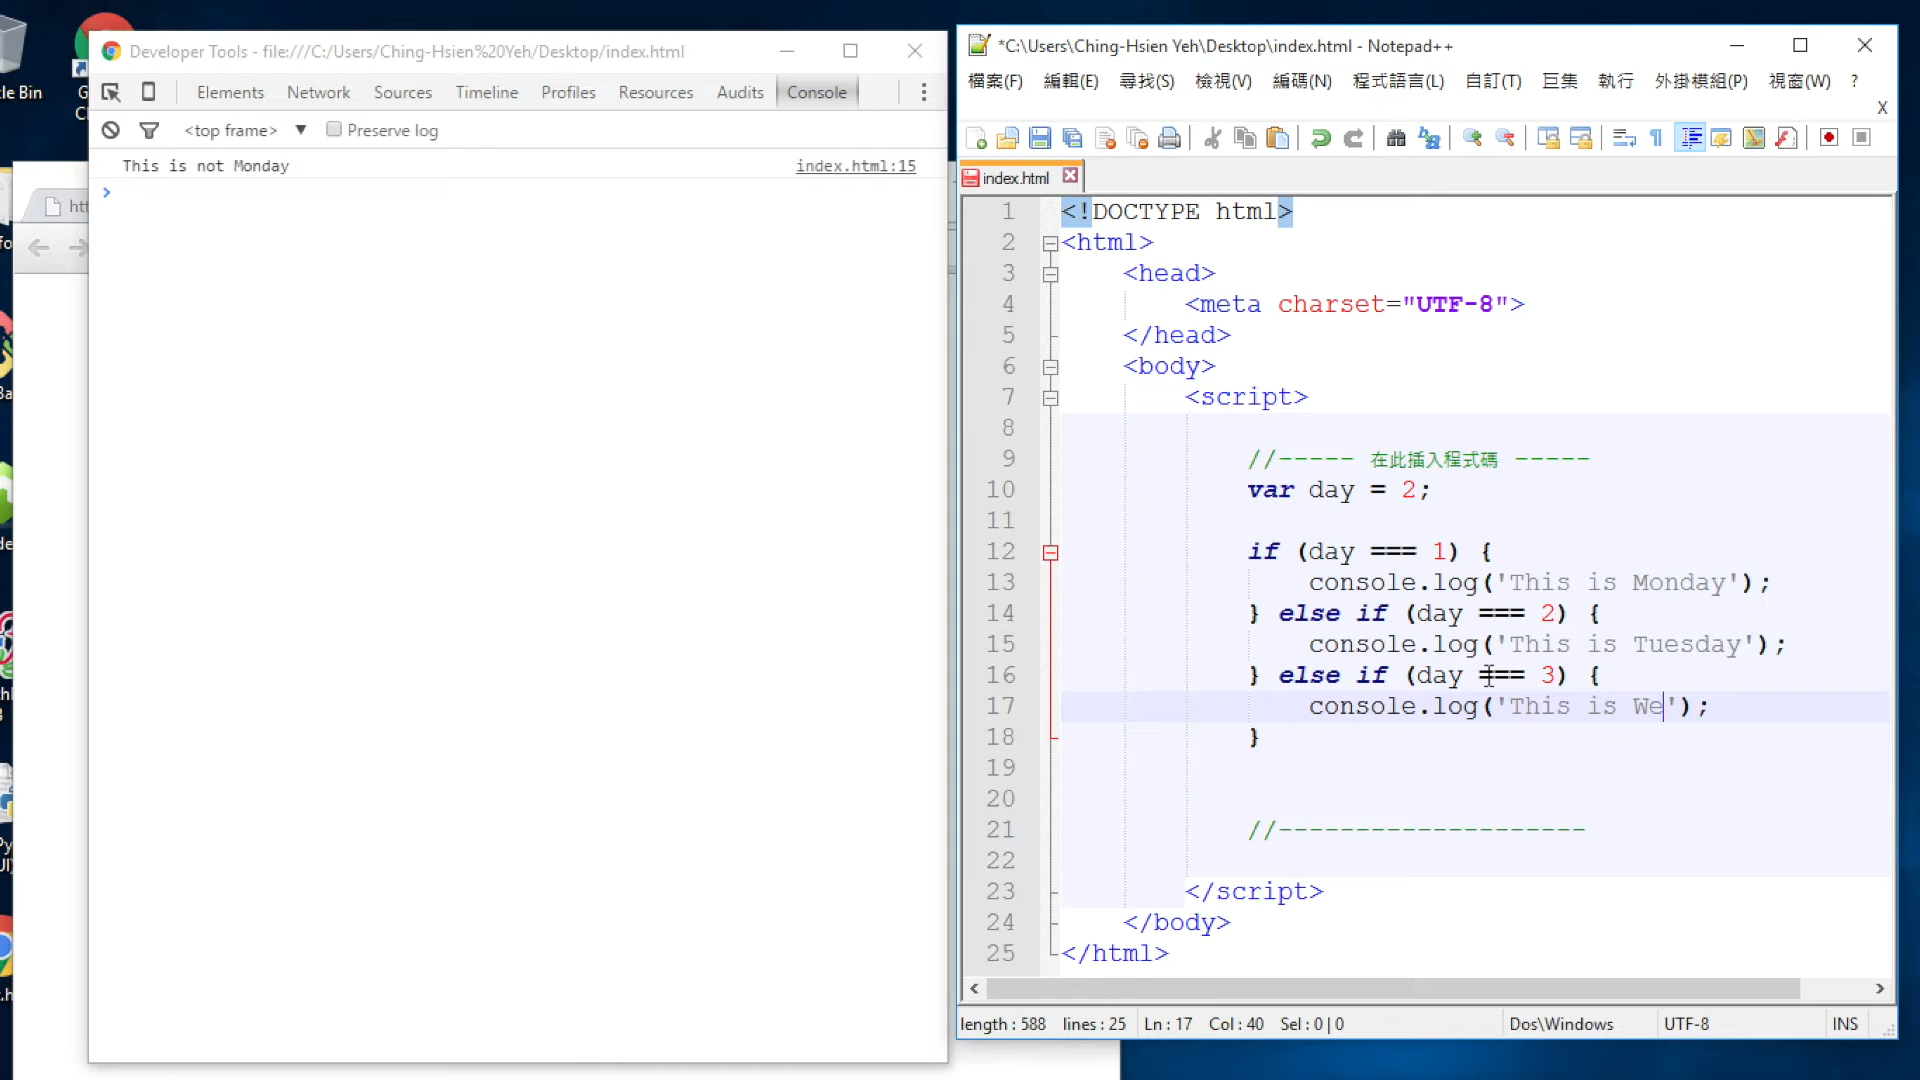 Developer Tools - file:///C:/Users/Ching-Hsien%20Yeh/Desktop/index.html
Elements Network Sources Timeline Profiles Resources Audits Console
<top frame> ▼ Preserve log
This is not Monday index.html:15
>
*C:\Users\Ching-Hsien Yeh\Desktop\index.html - Notepad++
檔案(F) 編輯(E) 尋找(S) 檢視(V) 編碼(N) 程式語言(L) 自訂(T) 巨集 執行 外掛模組(P) 視窗(W) ?
X
index.html
1 <!DOCTYPE html>
2 <html>
3 <head>
4 <meta charset="UTF-8">
5 </head>
6 <body>
7 <script>
8
9 //----- 在此插入程式碼 -----
10 var day = 2;
11
12 if (day === 1) {
13 console.log('This is Monday');
14 } else if (day === 2) {
15 console.log('This is Tuesday');
16 } else if (day === 3) {
17 console.log('This is We');
18 }
19
20
21 //--------------------
22
23 </script>
24 </body>
25 </html>
length : 588 lines : 25 Ln : 17 Col : 40 Sel : 0 | 0 Dos\Windows UTF-8 INS